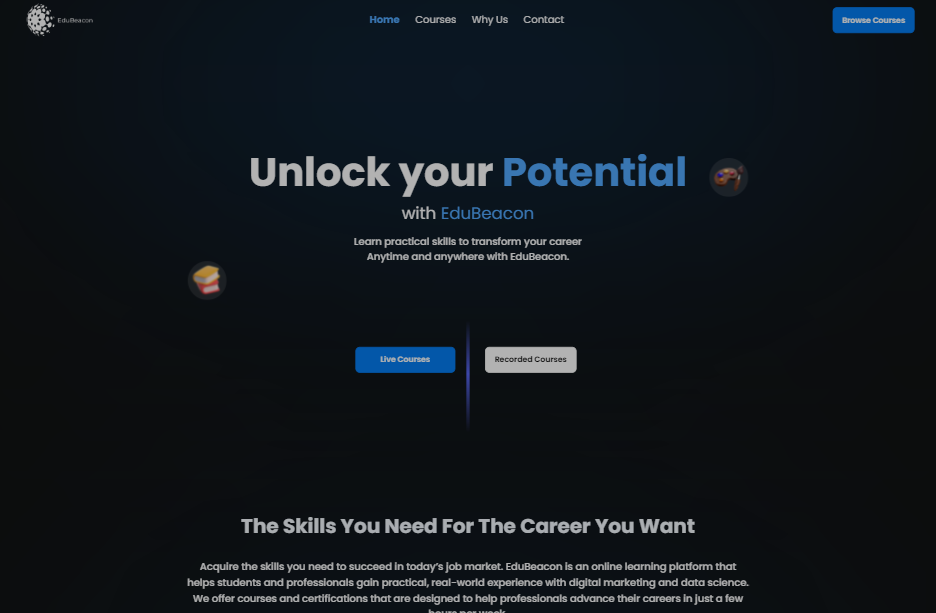 EduBeacon
Home Courses Why Us Contact
Browse Courses
Unlock your Potential
with EduBeacon
Learn practical skills to transform your career
Anytime and anywhere with EduBeacon.
Live Courses
Recorded Courses
The Skills You Need For The Career You Want
Acquire the skills you need to succeed in today's job market. EduBeacon is an online learning platform that
helps students and professionals gain practical, real-world experience with digital marketing and data science.
We offer courses and certifications that are designed to help professionals advance their careers in just a few
hours per week.